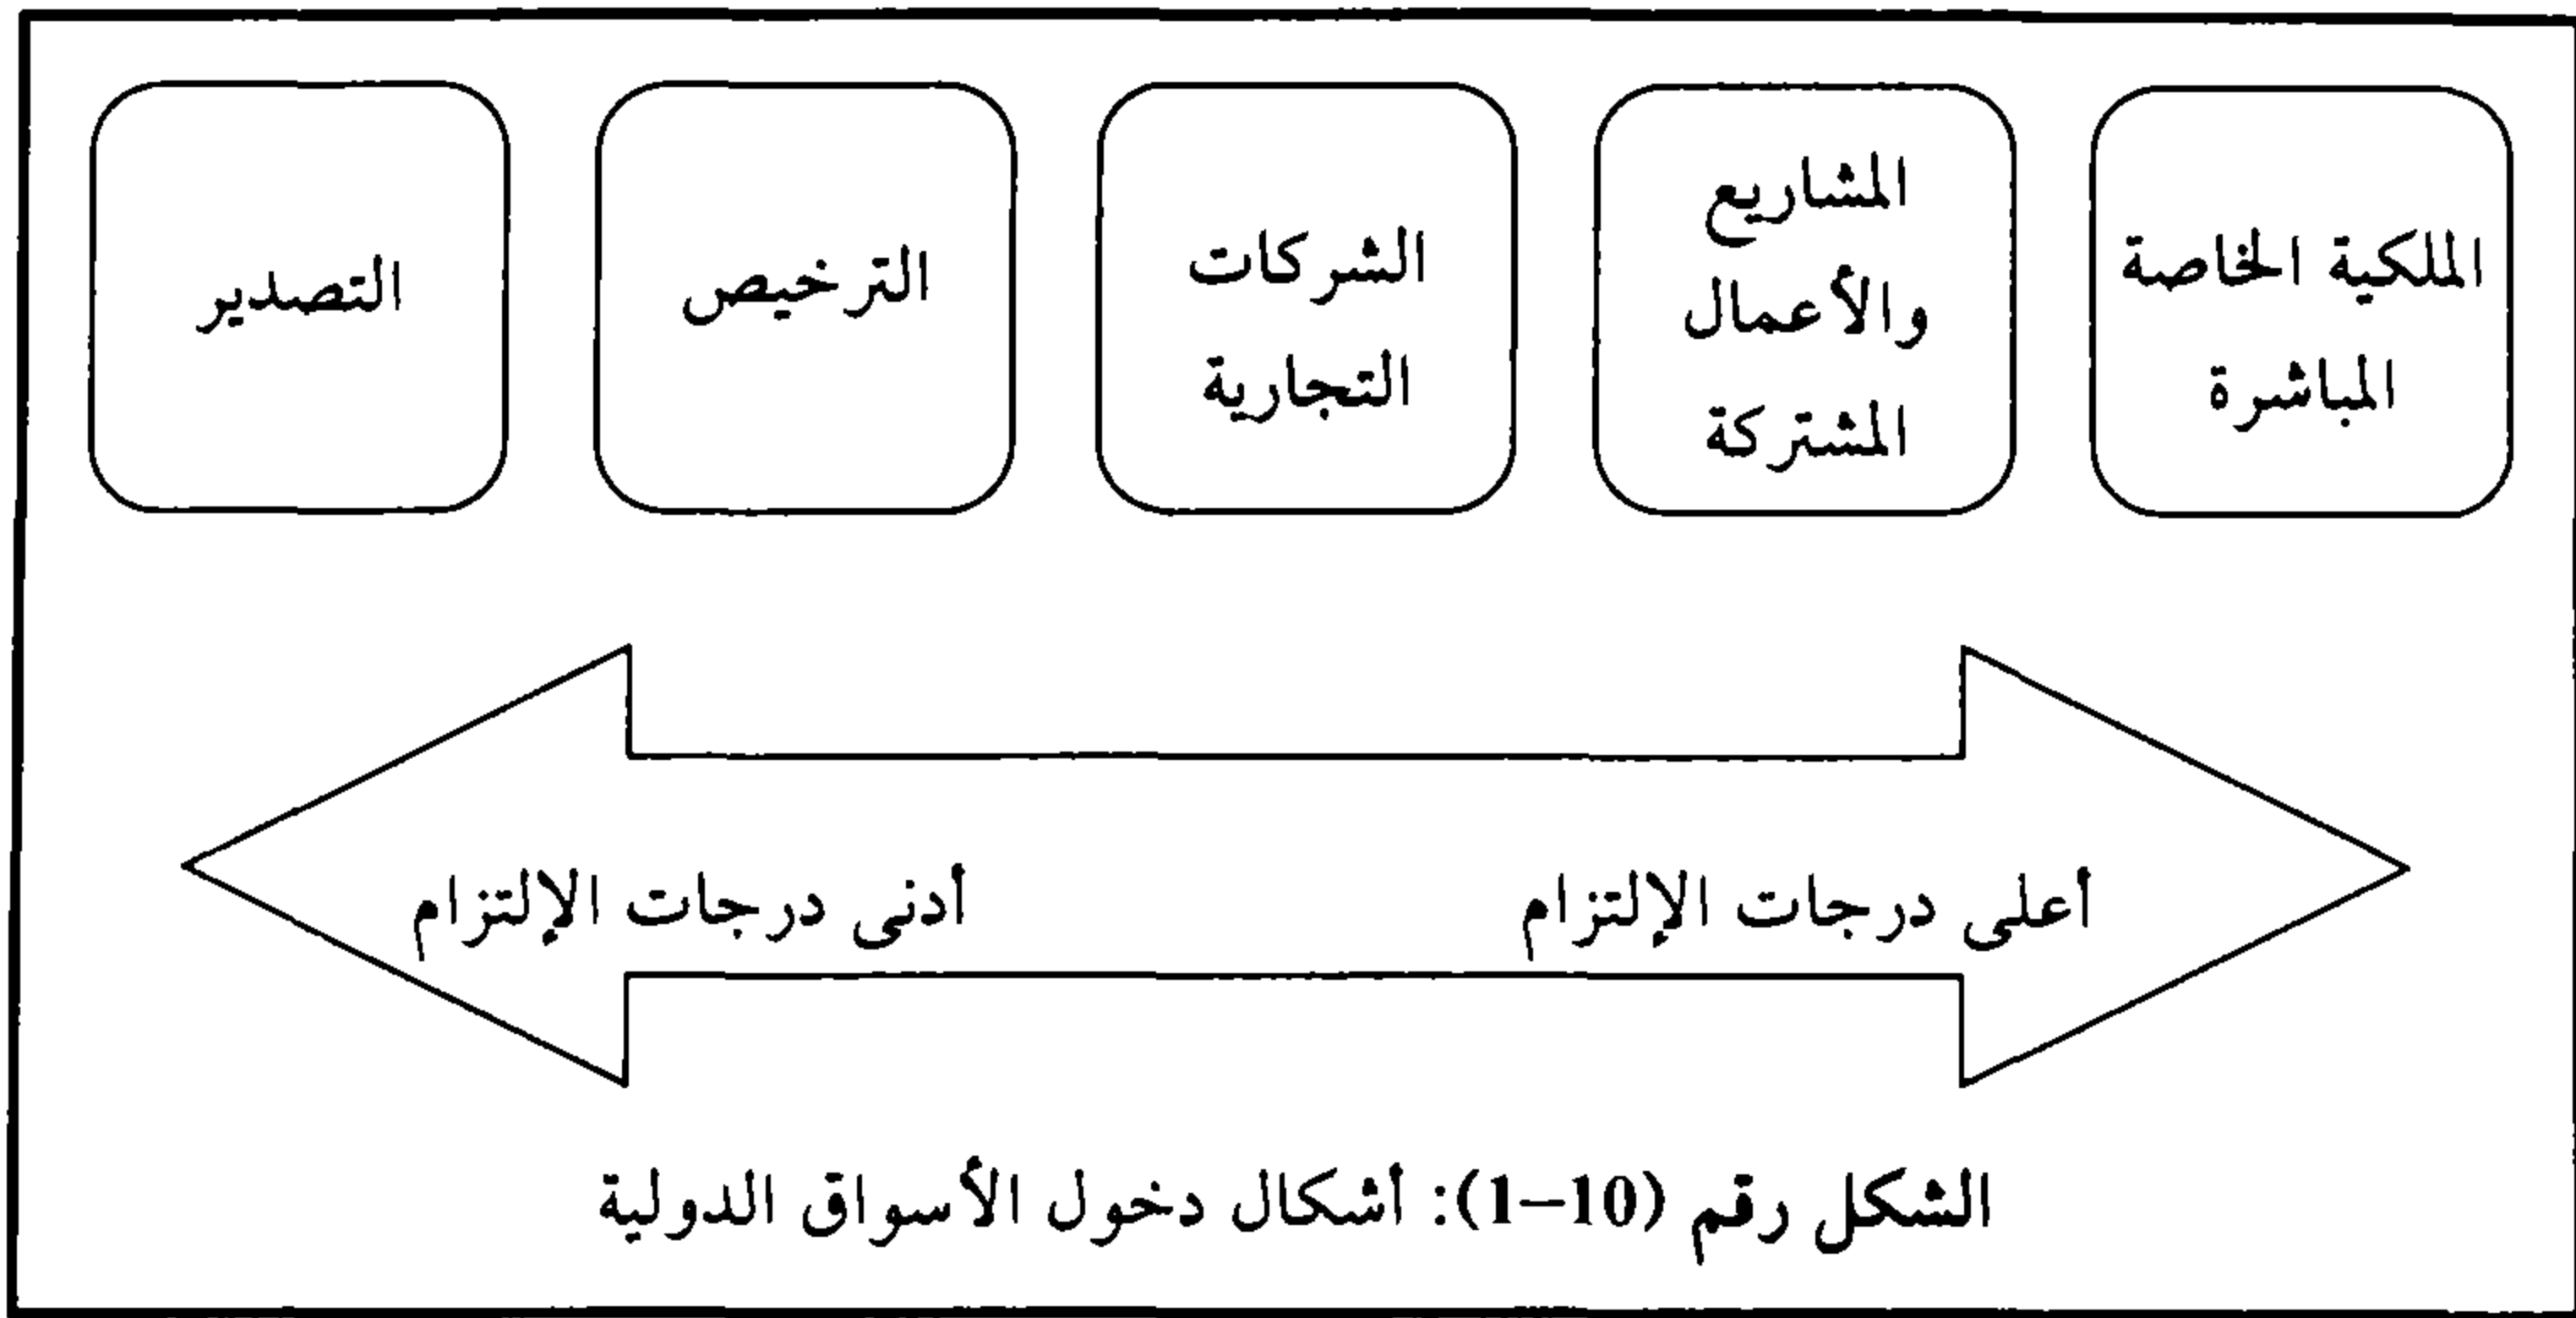 الملكية الخاصة
المباشرة
المشاريع
والأعمال
المشتركة
الشركات
التجارية
الترخيص
التصدير
أعلى درجات الإلتزام
أدنى درجات الإلتزام
الشكل رقم (10–1): أشكال دخول الأسواق الدولية